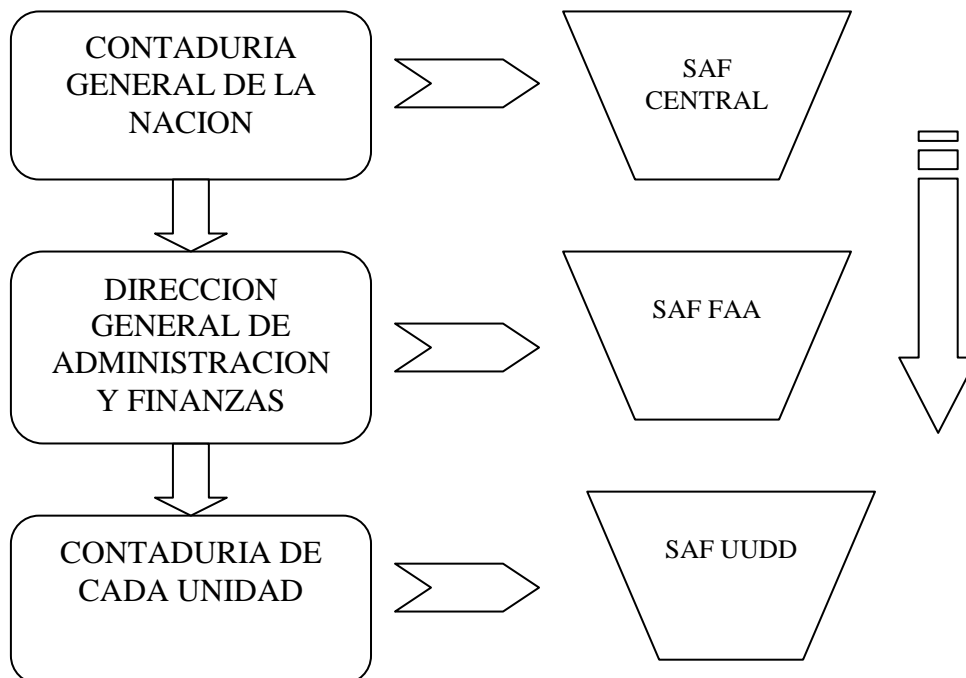 CONTADURIA
GENERAL DE LA
NACION
SAF
CENTRAL
DIRECCION
GENERAL DE
ADMINISTRACION
Y FINANZAS
SAF FAA
CONTADURIA DE
CADA UNIDAD
SAF UUDD